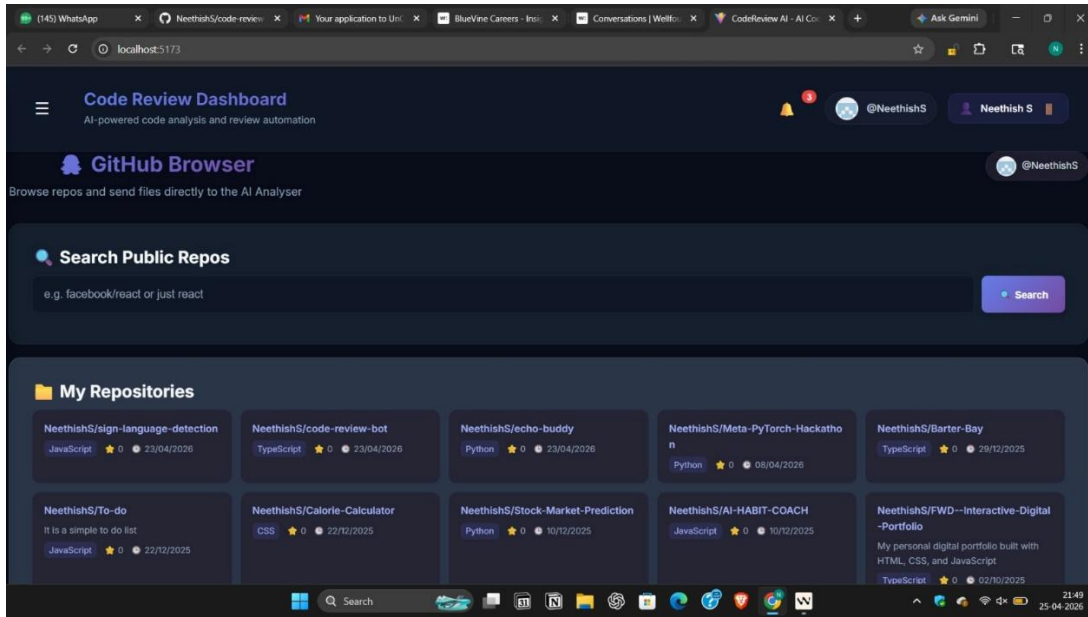 (145) WhatsApp
NeethishS/code-review
Your application to Uni
BlueVine Careers - Insig
Conversations | Wellfou
CodeReview AI - AI Co
Ask Gemini
localhost:5173
N
Code Review Dashboard
AI-powered code analysis and review automation
3
@NeethishS
Neethish S
GitHub Browser
@NeethishS
Browse repos and send files directly to the AI Analyser
Search Public Repos
e.g. facebook/react or just react
Search
My Repositories
NeethishS/sign-language-detection
JavaScript 0 23/04/2026
NeethishS/code-review-bot
TypeScript 0 23/04/2026
NeethishS/echo-buddy
Python 0 23/04/2026
NeethishS/Meta-PyTorch-Hackatho
n
Python 0 08/04/2026
NeethishS/Barter-Bay
TypeScript 0 29/12/2025
NeethishS/To-do
It is a simple to do list
JavaScript 0 22/12/2025
NeethishS/Calorie-Calculator
CSS 0 22/12/2025
NeethishS/Stock-Market-Prediction
Python 0 10/12/2025
NeethishS/AI-HABIT-COACH
JavaScript 0 10/12/2025
NeethishS/FWD--Interactive-Digital
-Portfolio
My personal digital portfolio built with
HTML, CSS, and JavaScript
TypeScript 0 02/10/2025
Search
21:49
25-04-2026